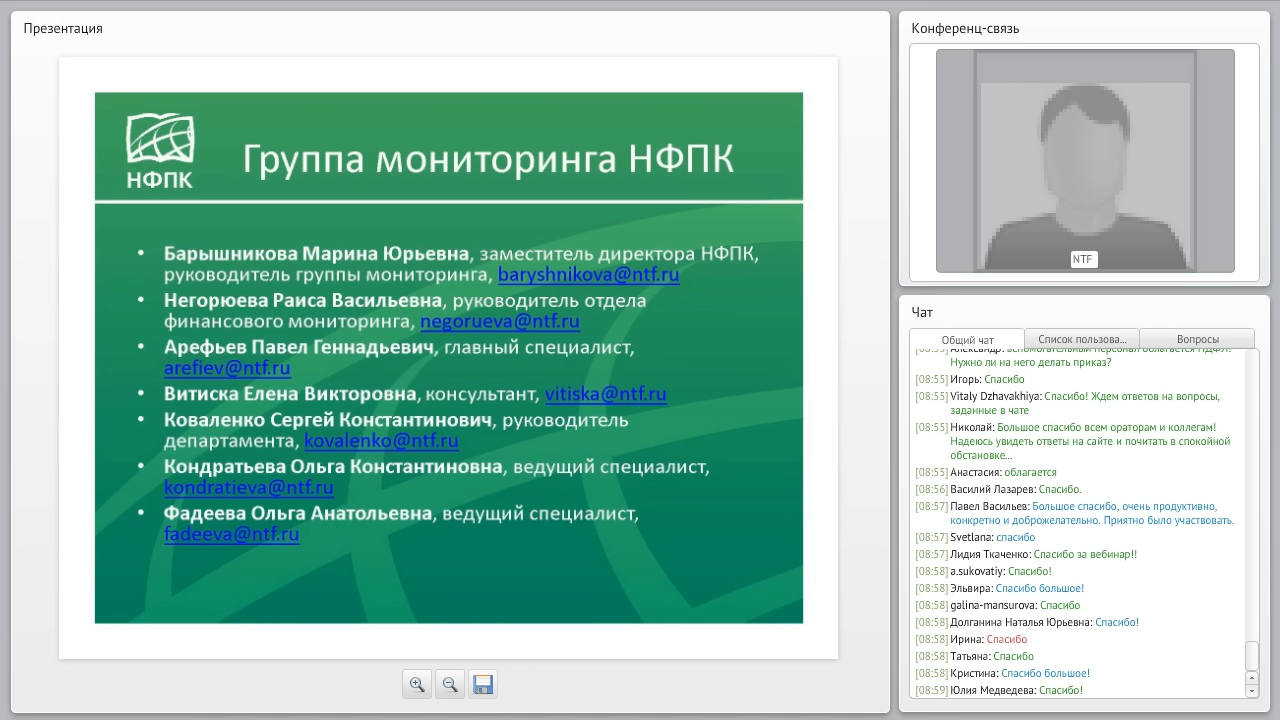 Презентация
НФПК
Группа мониторинга НФПК
• Барышникова Марина Юрьевна, заместитель директора НФПК,
руководитель группы мониторинга, baryshnikova@ntf.ru
• Негорюева Раиса Васильевна, руководитель отдела
финансового мониторинга, negorueva@ntf.ru
• Арефьев Павел Геннадьевич, главный специалист,
arefiev@ntf.ru
• Витиска Елена Викторовна, консультант, vitiska@ntf.ru
• Коваленко Сергей Константинович, руководитель
департамента, kovalenko@ntf.ru
• Кондратьева Ольга Константиновна, ведущий специалист,
kondratieva@ntf.ru
• Фадеева Ольга Анатольевна, ведущий специалист,
fadeeva@ntf.ru
Конференц-связь
NTF
Чат
Общий чат
Список пользова...
Вопросы
[08:55] Александр: вспомогательный персонал облагается НДФЛ?
Нужно ли на него делать приказ?
[08:55] Игорь: Спасибо
[08:55] Vitaly Dzhavakhiya: Спасибо! Ждем ответов на вопросы,
заданные в чате
[08:55] Николай: Большое спасибо всем ораторам и коллегам!
Надеюсь увидеть ответы на сайте и почитать в спокойной
обстановке...
[08:55] Анастасия: облагается
[08:56] Василий Лазарев: Спасибо.
[08:57] Павел Васильев: Большое спасибо, очень продуктивно,
конкретно и доброжелательно. Приятно было участвовать.
[08:57] Svetlana: спасибо
[08:57] Лидия Ткаченко: Спасибо за вебинар!!
[08:58] a.sukovatiy: Спасибо!
[08:58] Эльвира: Спасибо большое!
[08:58] galina-mansurova: Спасибо
[08:58] Долганина Наталья Юрьевна: Спасибо!
[08:58] Ирина: Спасибо
[08:58] Татьяна: Спасибо
[08:58] Кристина: Спасибо большое!
[08:59] Юлия Медведева: Спасибо!